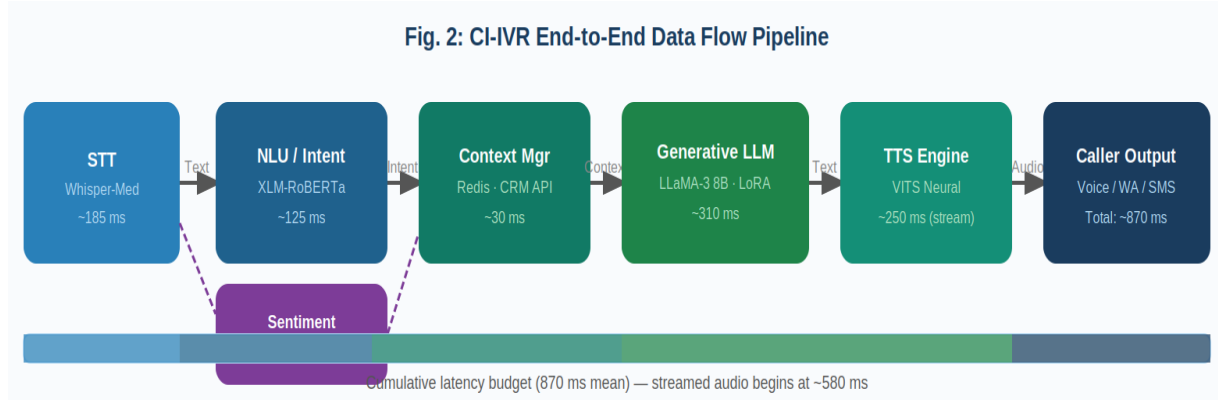 Fig. 2: CI-IVR End-to-End Data Flow Pipeline
STT
Whisper-Med
~185 ms
Text
NLU / Intent
XLM-RoBERTa
~125 ms
Intent
Context Mgr
Redis · CRM API
~30 ms
Contex
Generative LLM
LLaMA-3 8B · LoRA
~310 ms
Text
TTS Engine
VITS Neural
~250 ms (stream)
Audio
Caller Output
Voice / WA / SMS
Total: ~870 ms
Sentiment
Cumulative latency budget (870 ms mean) — streamed audio begins at ~580 ms